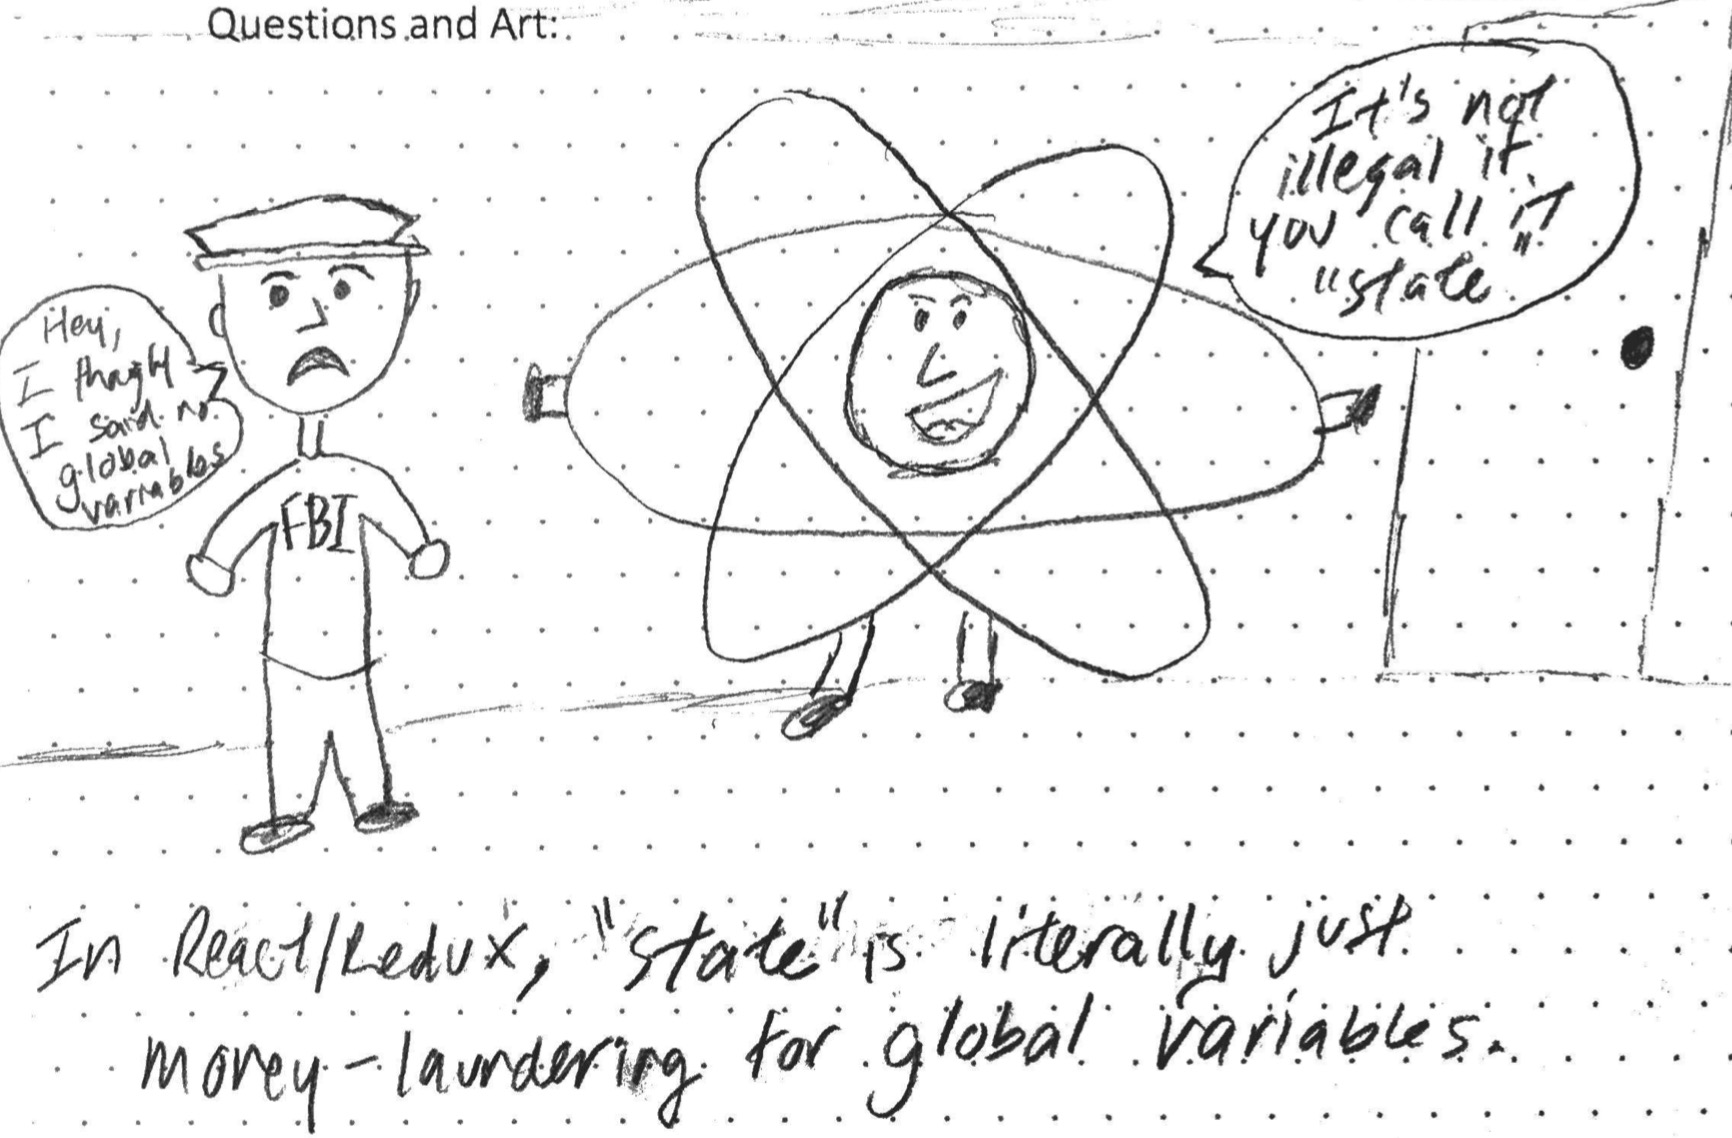 Questions and Art:
Hey,
I thought
I said no
global
variables
FBI
It's not
illegal if
you call it
"state"
In React/Redux, "state" is literally just
money-laundering for global variables.